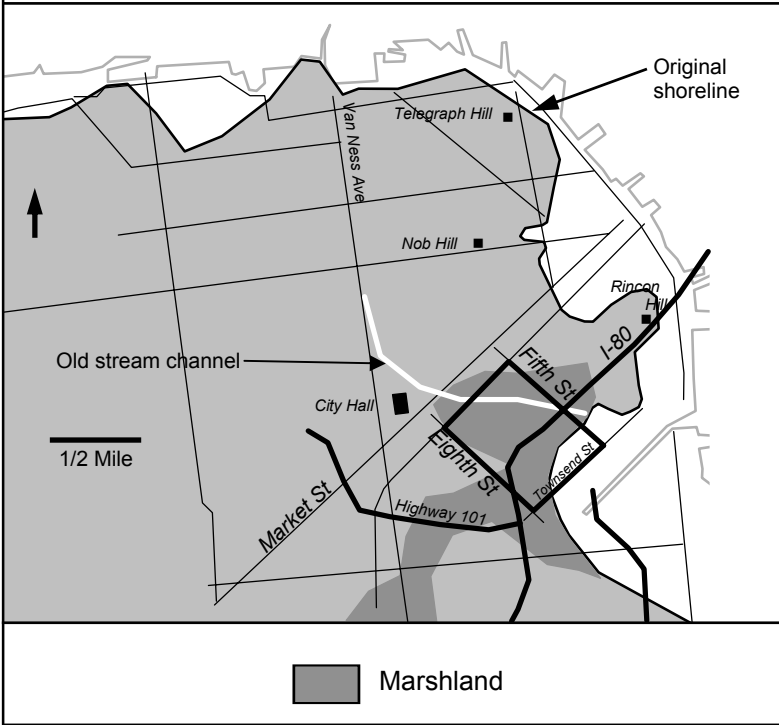 Original
shoreline
Van Ness Ave
Telegraph Hill
Nob Hill
Rincon
Hill
I-80
Old stream channel
Fifth St
City Hall
1/2 Mile
Eighth St
Townsend St
Market St
Highway 101
Marshland